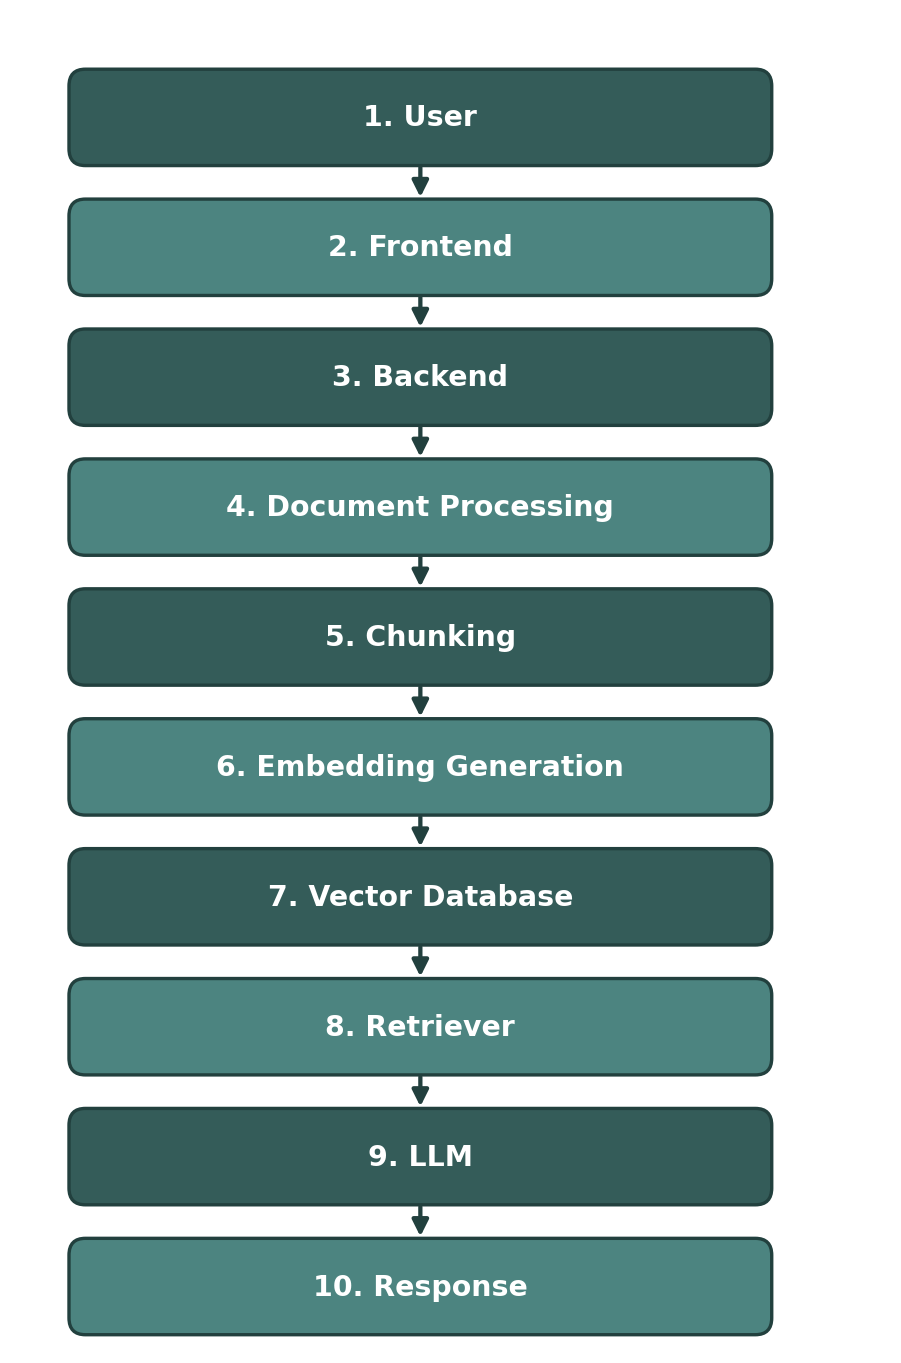 1. User
2. Frontend
3. Backend
4. Document Processing
5. Chunking
6. Embedding Generation
7. Vector Database
8. Retriever
9. LLM
10. Response